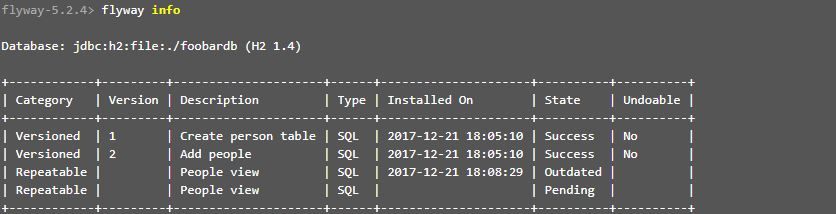 flyway-5.2.4> flyway info
Database: jdbc:h2:file:./foobardb (H2 1.4)
+------------+---------+---------------------+------+---------------------+----------+----------+
| Category   | Version | Description         | Type | Installed On        | State    | Undoable |
+------------+---------+---------------------+------+---------------------+----------+----------+
| Versioned  | 1       | Create person table | SQL  | 2017-12-21 18:05:10 | Success  | No       |
| Versioned  | 2       | Add people          | SQL  | 2017-12-21 18:05:10 | Success  | No       |
| Repeatable |         | People view         | SQL  | 2017-12-21 18:08:29 | Outdated |          |
| Repeatable |         | People view         | SQL  |                     | Pending  |          |
+------------+---------+---------------------+------+---------------------+----------+----------+